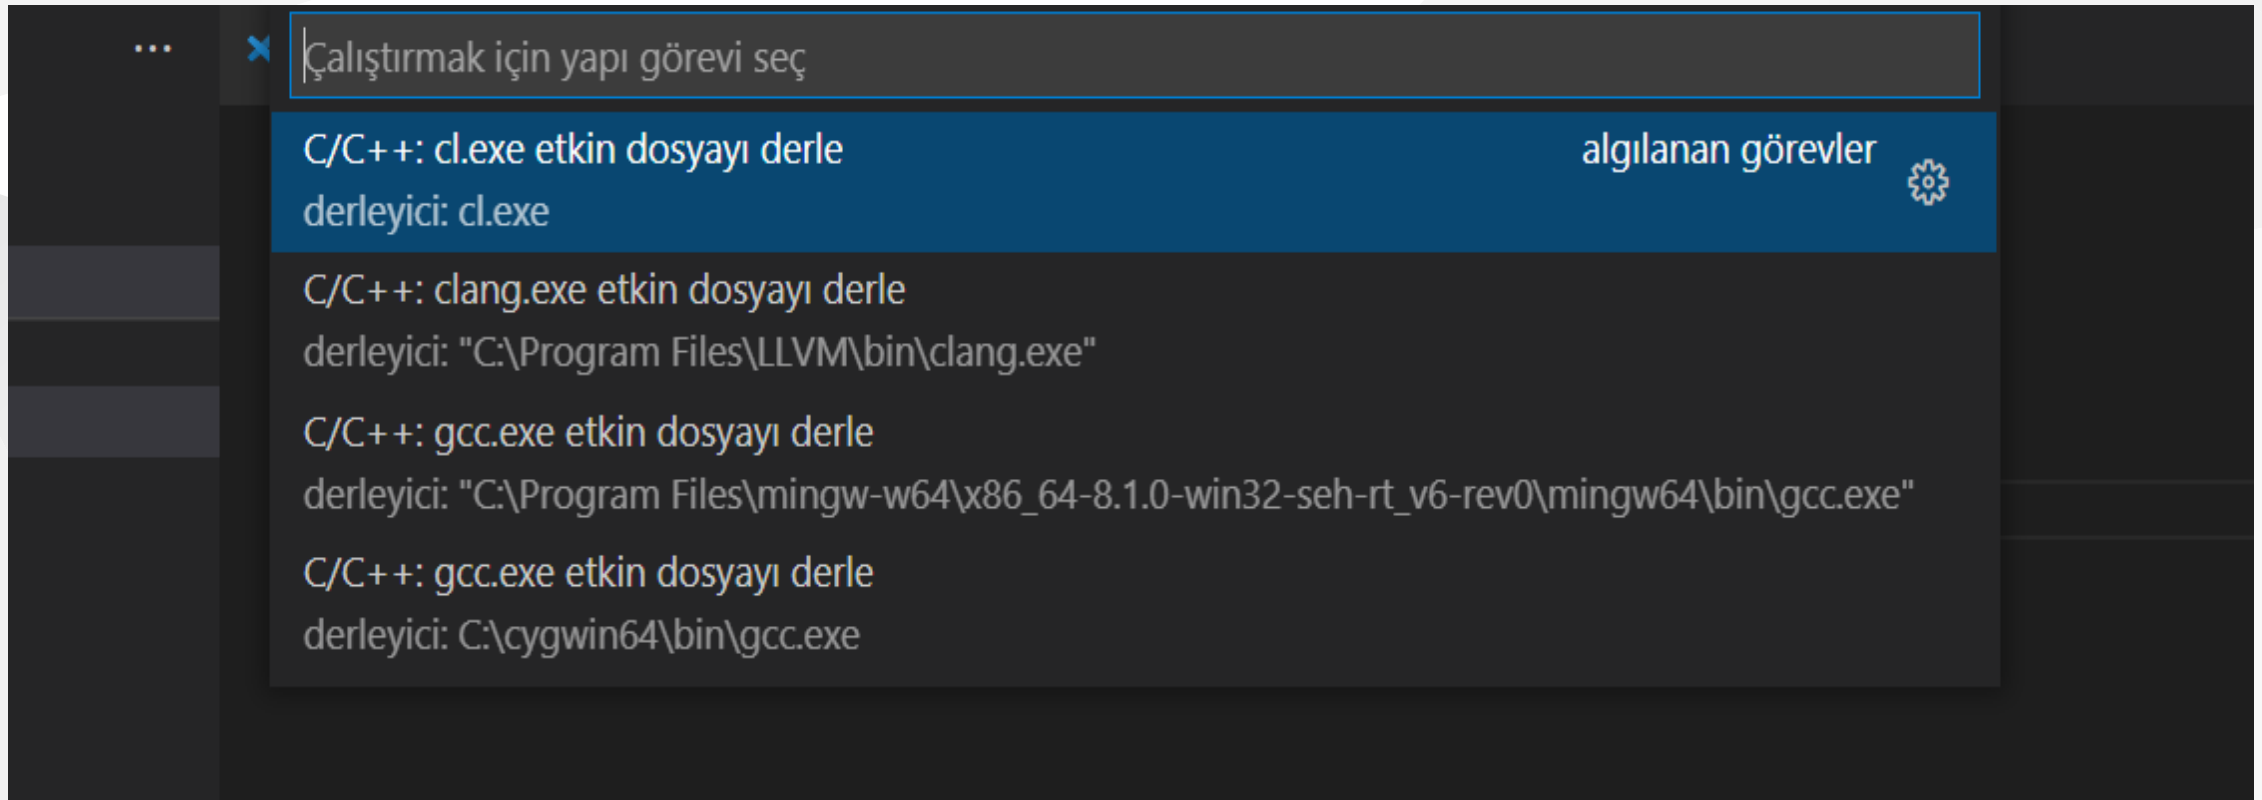 ...
Çalıştırmak için yapı görevi seç
C/C++: cl.exe etkin dosyayı derle algılanan görevler
derleyici: cl.exe
C/C++: clang.exe etkin dosyayı derle
derleyici: "C:\Program Files\LLVM\bin\clang.exe"
C/C++: gcc.exe etkin dosyayı derle
derleyici: "C:\Program Files\mingw-w64\x86_64-8.1.0-win32-seh-rt_v6-rev0\mingw64\bin\gcc.exe"
C/C++: gcc.exe etkin dosyayı derle
derleyici: C:\cygwin64\bin\gcc.exe